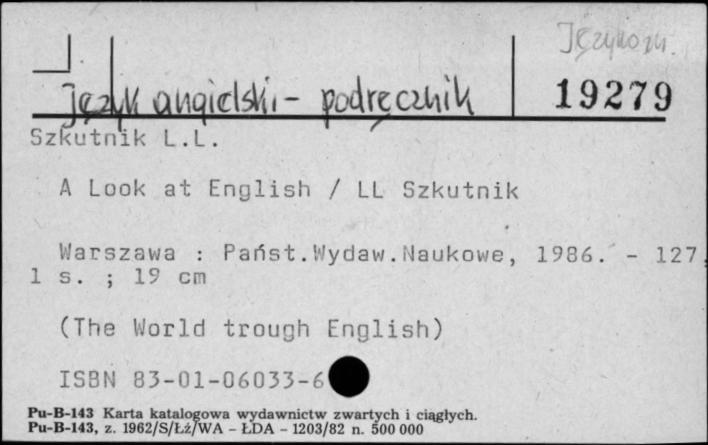 Językozn.
język angielski - podręcznik
19279
Szkutnik L.L.
A Look at English / LL Szkutnik
Warszawa : Państ.Wydaw.Naukowe, 1986. - 127,
1 s. ; 19 cm
(The World trough English)
ISBN 83-01-06033-6
Pu-B-143 Karta katalogowa wydawnictw zwartych i ciągłych.
Pu-B-143, z. 1962/S/Łź/WA - ŁDA - 1203/82 n. 500 000